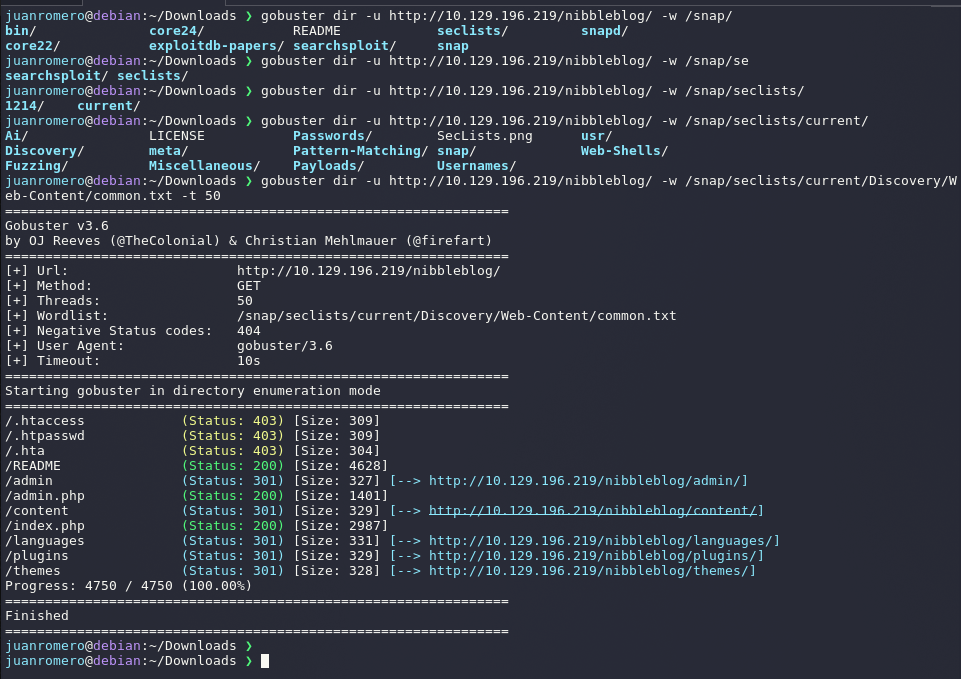 juanromero@debian:~/Downloads ❯ gobuster dir -u http://10.129.196.219/nibbleblog/ -w /snap/
bin/               core24/           README            seclists/         snapd/
core22/            exploitdb-papers/ searchsploit/     snap
juanromero@debian:~/Downloads ❯ gobuster dir -u http://10.129.196.219/nibbleblog/ -w /snap/se
searchsploit/ seclists/
juanromero@debian:~/Downloads ❯ gobuster dir -u http://10.129.196.219/nibbleblog/ -w /snap/seclists/
1214/    current/
juanromero@debian:~/Downloads ❯ gobuster dir -u http://10.129.196.219/nibbleblog/ -w /snap/seclists/current/
Ai/               LICENSE           Passwords/        SecLists.png      usr/
Discovery/        meta/             Pattern-Matching/ snap/             Web-Shells/
Fuzzing/          Miscellaneous/    Payloads/         Usernames/
juanromero@debian:~/Downloads ❯ gobuster dir -u http://10.129.196.219/nibbleblog/ -w /snap/seclists/current/Discovery/W
eb-Content/common.txt -t 50
===============================================================
Gobuster v3.6
by OJ Reeves (@TheColonial) & Christian Mehlmauer (@firefart)
===============================================================
[+] Url:                     http://10.129.196.219/nibbleblog/
[+] Method:                  GET
[+] Threads:                 50
[+] Wordlist:                /snap/seclists/current/Discovery/Web-Content/common.txt
[+] Negative Status codes:   404
[+] User Agent:              gobuster/3.6
[+] Timeout:                 10s
===============================================================
Starting gobuster in directory enumeration mode
===============================================================
/.htaccess            (Status: 403) [Size: 309]
/.htpasswd            (Status: 403) [Size: 309]
/.hta                 (Status: 403) [Size: 304]
/README               (Status: 200) [Size: 4628]
/admin                (Status: 301) [Size: 327] [--> http://10.129.196.219/nibbleblog/admin/]
/admin.php            (Status: 200) [Size: 1401]
/content              (Status: 301) [Size: 329] [--> http://10.129.196.219/nibbleblog/content/]
/index.php            (Status: 200) [Size: 2987]
/languages            (Status: 301) [Size: 331] [--> http://10.129.196.219/nibbleblog/languages/]
/plugins              (Status: 301) [Size: 329] [--> http://10.129.196.219/nibbleblog/plugins/]
/themes               (Status: 301) [Size: 328] [--> http://10.129.196.219/nibbleblog/themes/]
Progress: 4750 / 4750 (100.00%)
===============================================================
Finished
===============================================================
juanromero@debian:~/Downloads ❯
juanromero@debian:~/Downloads ❯